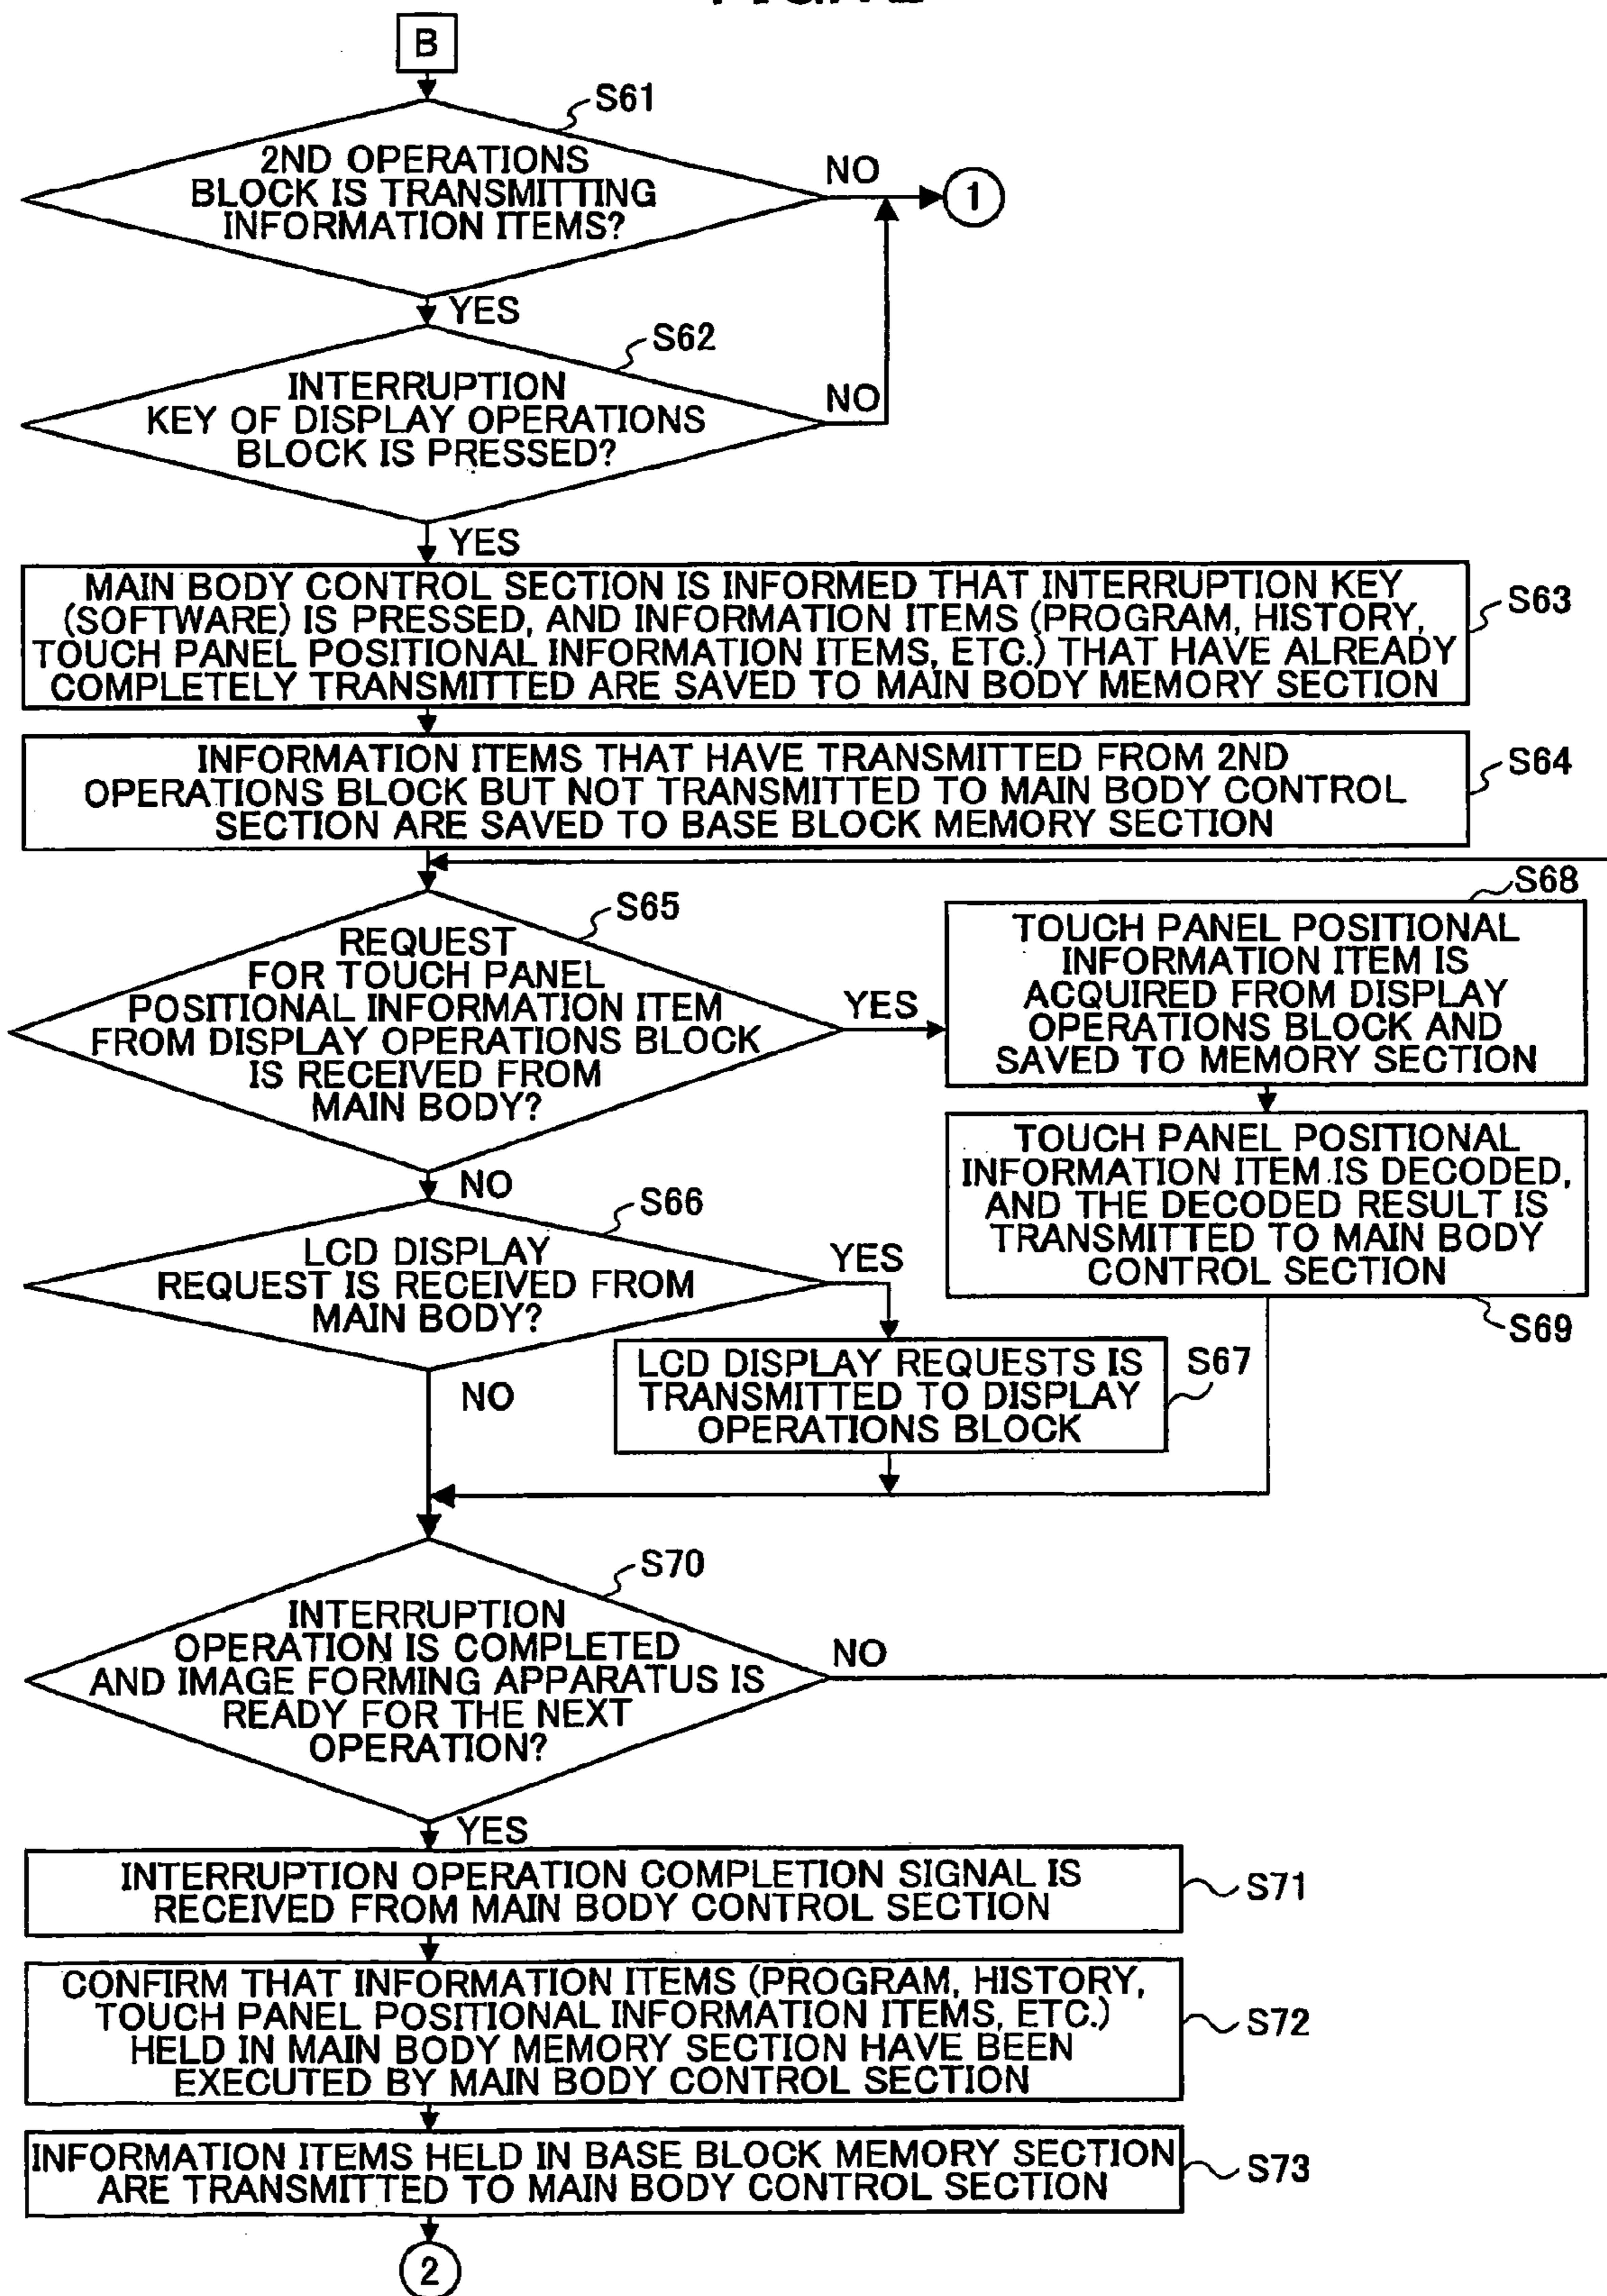 B
S61
2ND OPERATIONS
BLOCK IS TRANSMITTING
INFORMATION ITEMS?
NO
1
YES
S62
INTERRUPTION
KEY OF DISPLAY OPERATIONS
BLOCK IS PRESSED?
NO
YES
MAIN BODY CONTROL SECTION IS INFORMED THAT INTERRUPTION KEY
(SOFTWARE) IS PRESSED, AND INFORMATION ITEMS (PROGRAM, HISTORY,
TOUCH PANEL POSITIONAL INFORMATION ITEMS, ETC.) THAT HAVE ALREADY
COMPLETELY TRANSMITTED ARE SAVED TO MAIN BODY MEMORY SECTION
S63
INFORMATION ITEMS THAT HAVE TRANSMITTED FROM 2ND
OPERATIONS BLOCK BUT NOT TRANSMITTED TO MAIN BODY CONTROL
SECTION ARE SAVED TO BASE BLOCK MEMORY SECTION
S64
S65
REQUEST
FOR TOUCH PANEL
POSITIONAL INFORMATION ITEM
FROM DISPLAY OPERATIONS BLOCK
IS RECEIVED FROM
MAIN BODY?
YES
S68
TOUCH PANEL POSITIONAL
INFORMATION ITEM IS
ACQUIRED FROM DISPLAY
OPERATIONS BLOCK AND
SAVED TO MEMORY SECTION
TOUCH PANEL POSITIONAL
INFORMATION ITEM IS DECODED,
AND THE DECODED RESULT IS
TRANSMITTED TO MAIN BODY
CONTROL SECTION
S69
NO
S66
LCD DISPLAY
REQUEST IS RECEIVED FROM
MAIN BODY?
YES
LCD DISPLAY REQUESTS IS
TRANSMITTED TO DISPLAY
OPERATIONS BLOCK
S67
NO
S70
INTERRUPTION
OPERATION IS COMPLETED
AND IMAGE FORMING APPARATUS IS
READY FOR THE NEXT
OPERATION?
NO
YES
INTERRUPTION OPERATION COMPLETION SIGNAL IS
RECEIVED FROM MAIN BODY CONTROL SECTION
S71
CONFIRM THAT INFORMATION ITEMS (PROGRAM, HISTORY,
TOUCH PANEL POSITIONAL INFORMATION ITEMS, ETC.)
HELD IN MAIN BODY MEMORY SECTION HAVE BEEN
EXECUTED BY MAIN BODY CONTROL SECTION
S72
INFORMATION ITEMS HELD IN BASE BLOCK MEMORY SECTION
ARE TRANSMITTED TO MAIN BODY CONTROL SECTION
S73
2